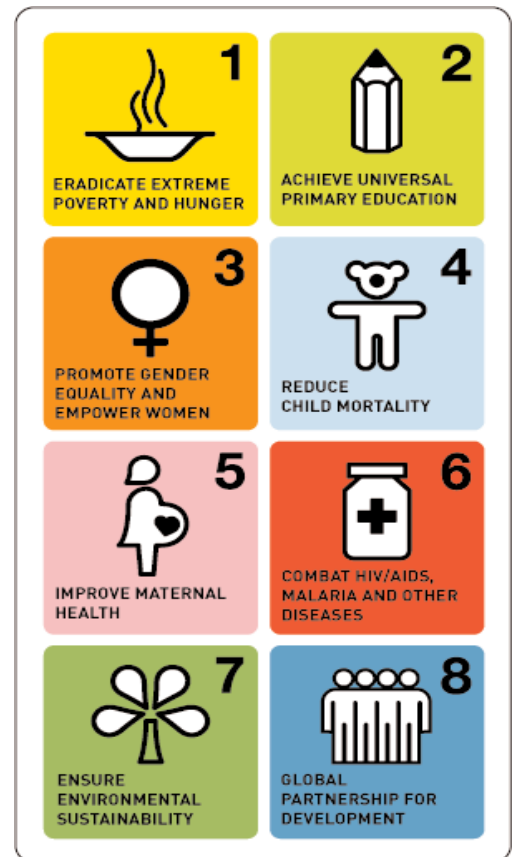 1
ERADICATE EXTREME
POVERTY AND HUNGER
2
ACHIEVE UNIVERSAL
PRIMARY EDUCATION
3
PROMOTE GENDER
EQUALITY AND
EMPOWER WOMEN
4
REDUCE
CHILD MORTALITY
5
IMPROVE MATERNAL
HEALTH
6
COMBAT HIV/AIDS,
MALARIA AND OTHER
DISEASES
7
ENSURE
ENVIRONMENTAL
SUSTAINABILITY
8
GLOBAL
PARTNERSHIP FOR
DEVELOPMENT